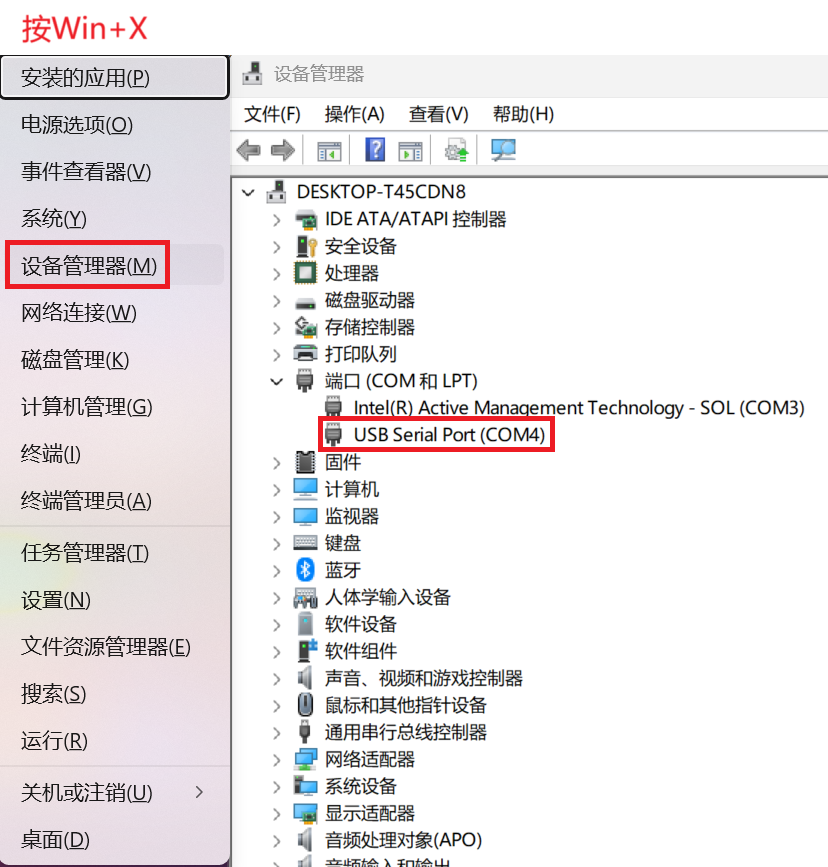 按Win+X
安装的应用(P)
电源选项(O)
事件查看器(V)
系统(Y)
设备管理器(M)
网络连接(W)
磁盘管理(K)
计算机管理(G)
终端(I)
终端管理员(A)
任务管理器(T)
设置(N)
文件资源管理器(E)
搜索(S)
运行(R)
关机或注销(U)
桌面(D)
设备管理器
文件(F) 操作(A) 查看(V) 帮助(H)
DESKTOP-T45CDN8
IDE ATA/ATAPI 控制器
安全设备
处理器
磁盘驱动器
存储控制器
打印队列
端口 (COM 和 LPT)
Intel(R) Active Management Technology - SOL (COM3)
USB Serial Port (COM4)
固件
计算机
监视器
键盘
蓝牙
人体学输入设备
软件设备
软件组件
声音、视频和游戏控制器
鼠标和其他指针设备
通用串行总线控制器
网络适配器
系统设备
显示适配器
音频处理对象(APO)
音频输入和输出